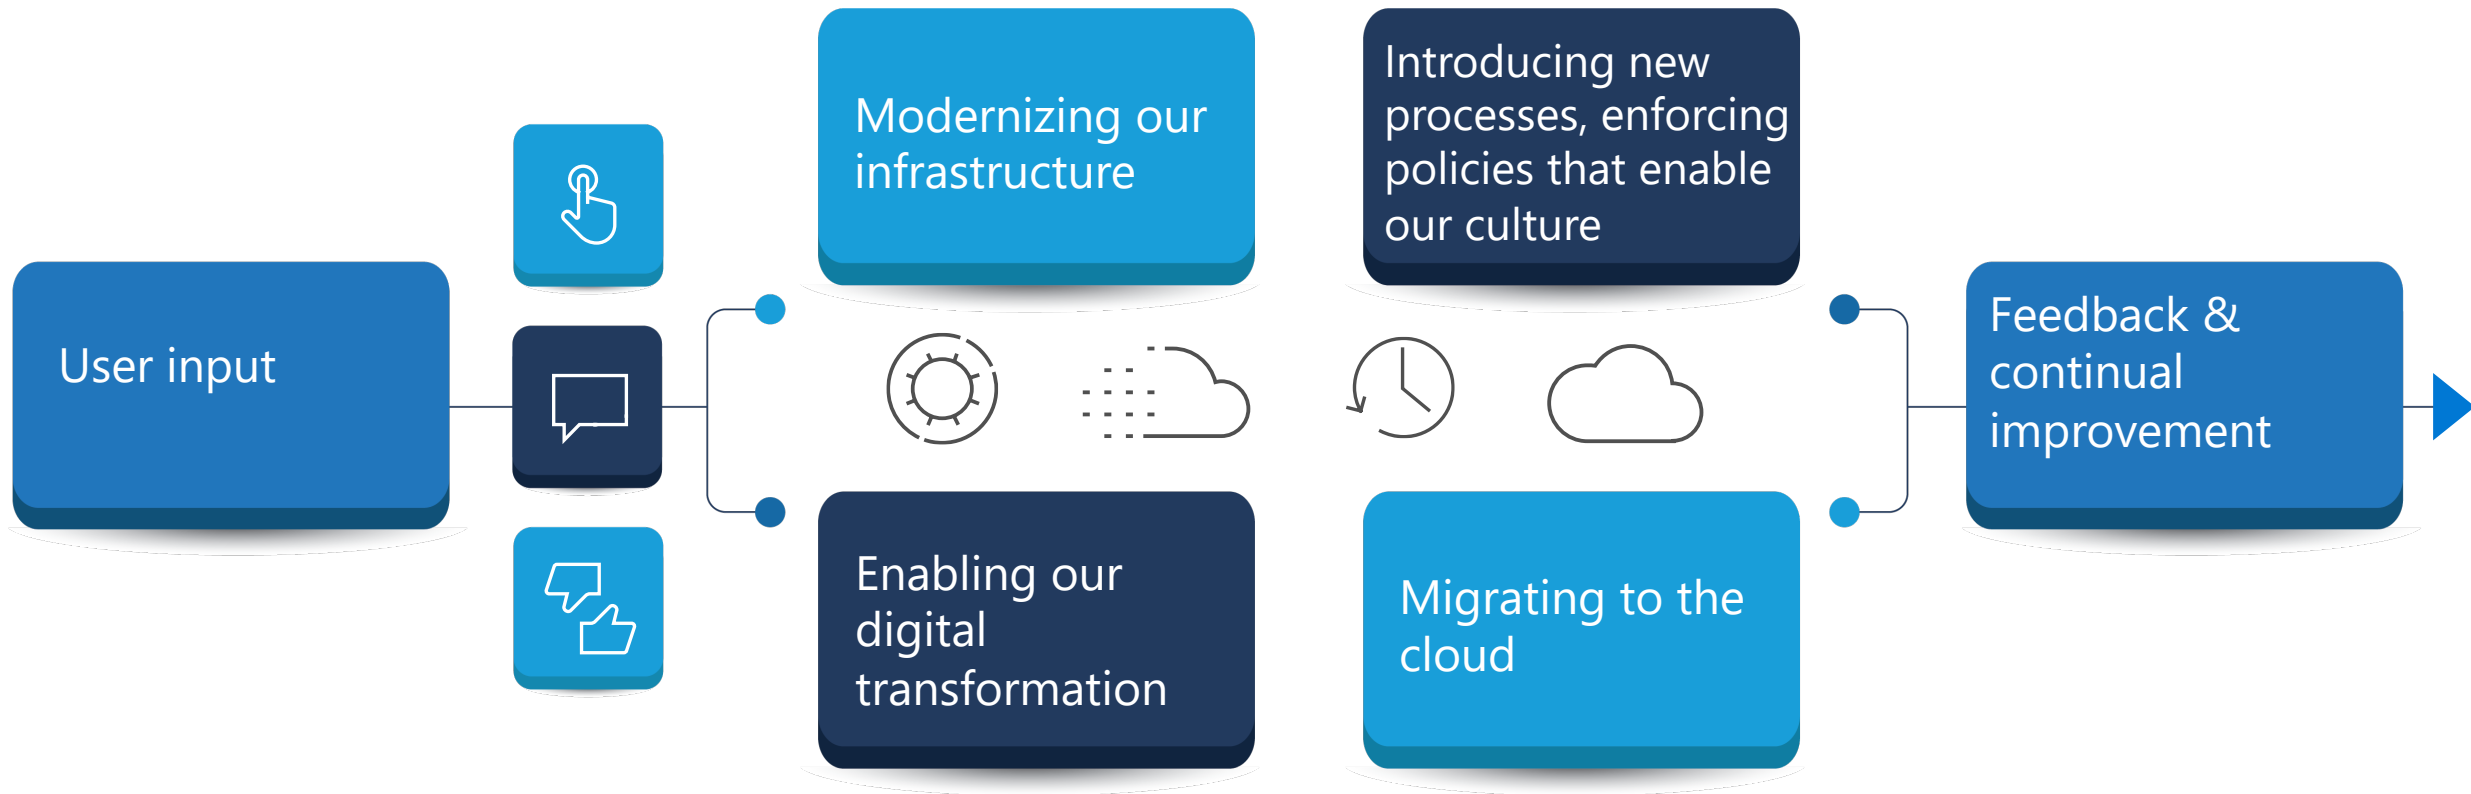 User input
Modernizing our
infrastructure
Enabling our
digital
transformation
Introducing new
processes, enforcing
policies that enable
our culture
Migrating to the
cloud
Feedback &
continual
improvement